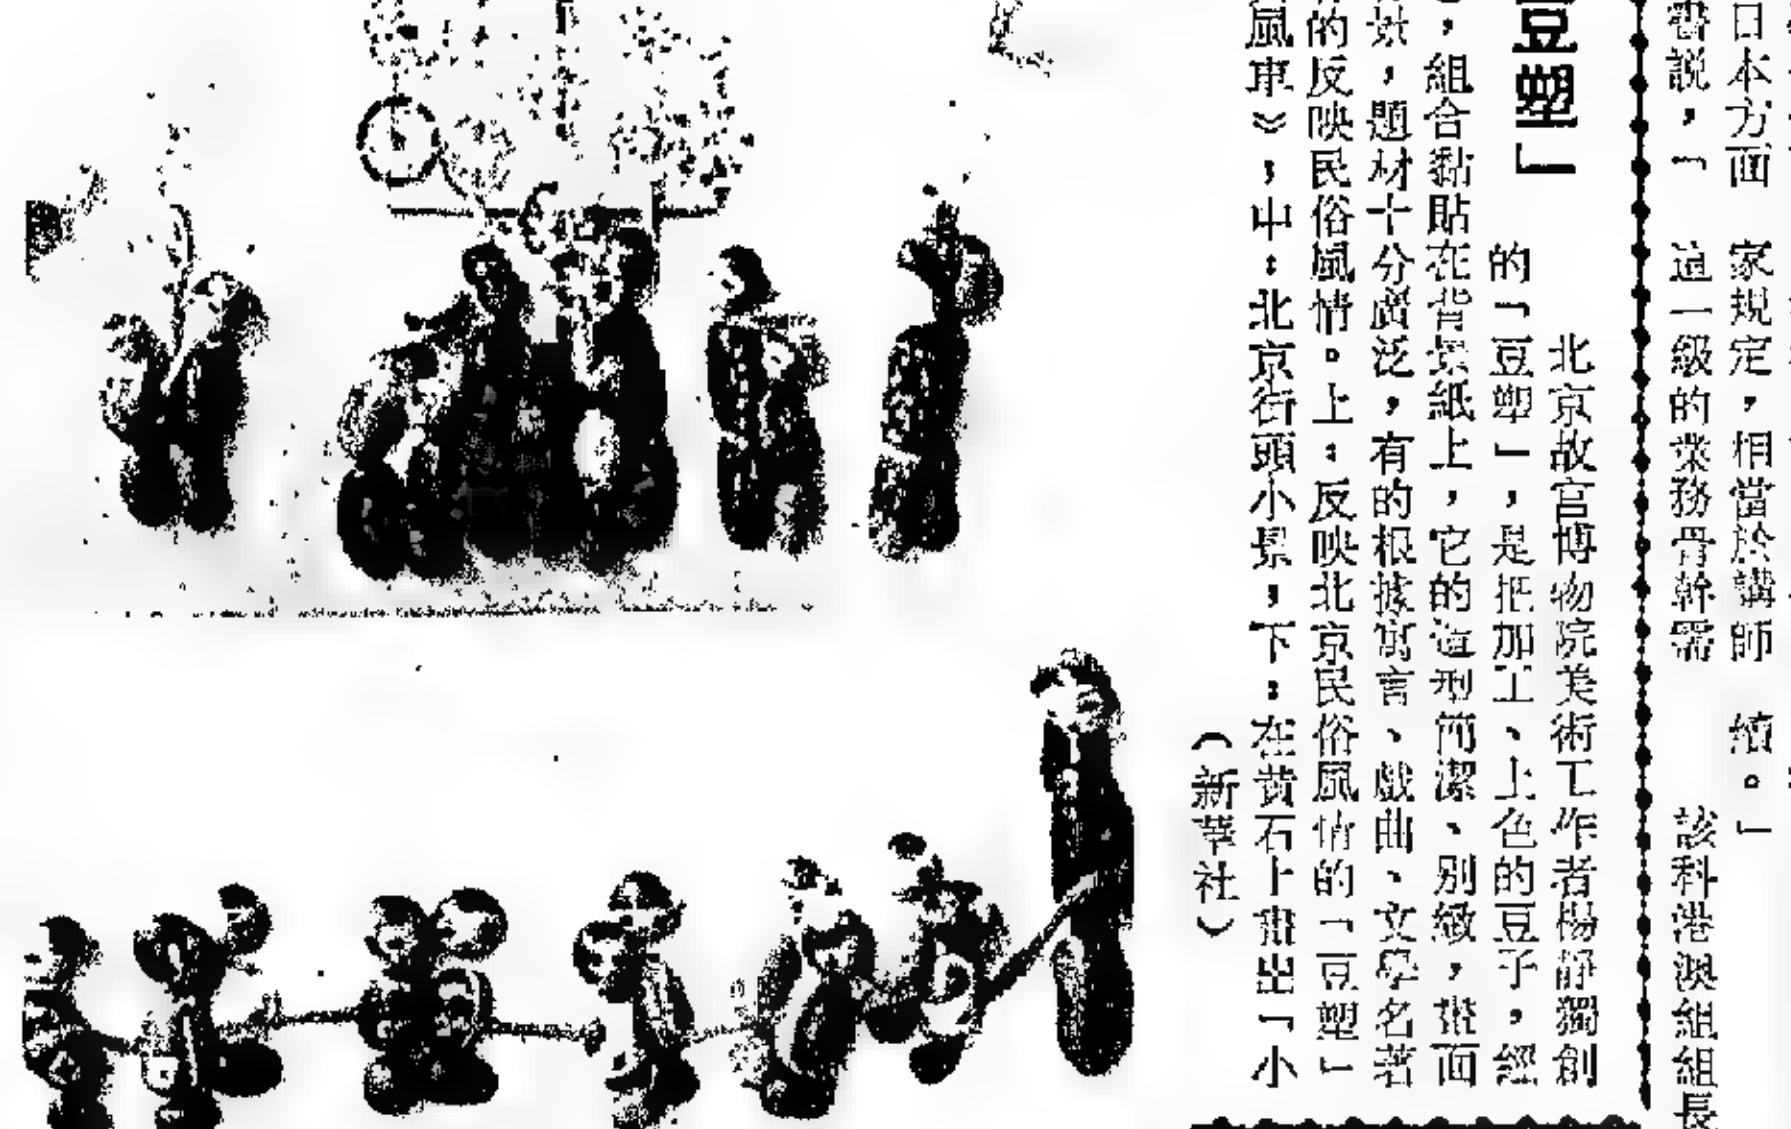 日本方面　家規定，相當於講師　續。」
書説，「　這一級的業務骨幹需　該科港澳組組長
豆塑」
北京故宮博物院美術工作者楊靜獨創
的「豆塑」，是把加工、上色的豆子，經
，組合黏貼在背景紙上，它的造型簡潔、別緻，畫面
景，題材十分廣泛，有的根據寓言、戲曲、文學名著
的反映民俗風情。上：反映北京民俗風情的「豆塑」
風車》，中：北京街頭小景，下：在黃石上畫出「小
（新華社）